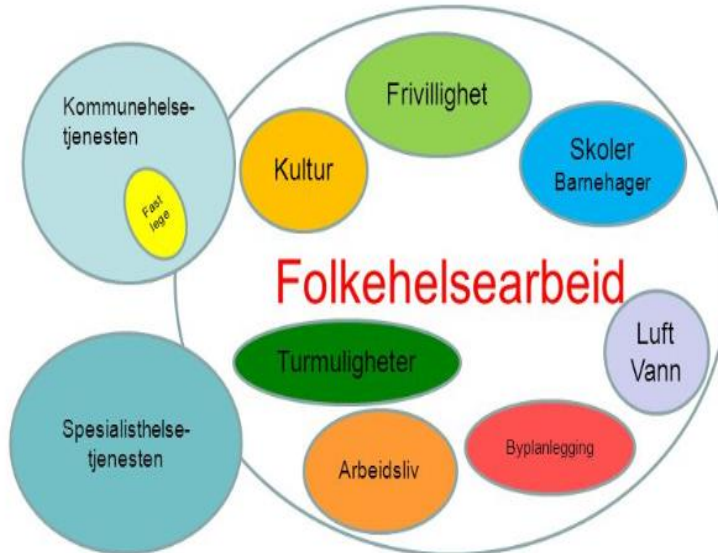 Kommunehelse-
tjenesten
Fast
lege
Frivillighet
Kultur
Skoler
Barnehager
Folkehelsearbeid
Luft
Vann
Turmuligheter
Spesialisthelse-
tjenesten
Arbeidsliv
Byplanlegging